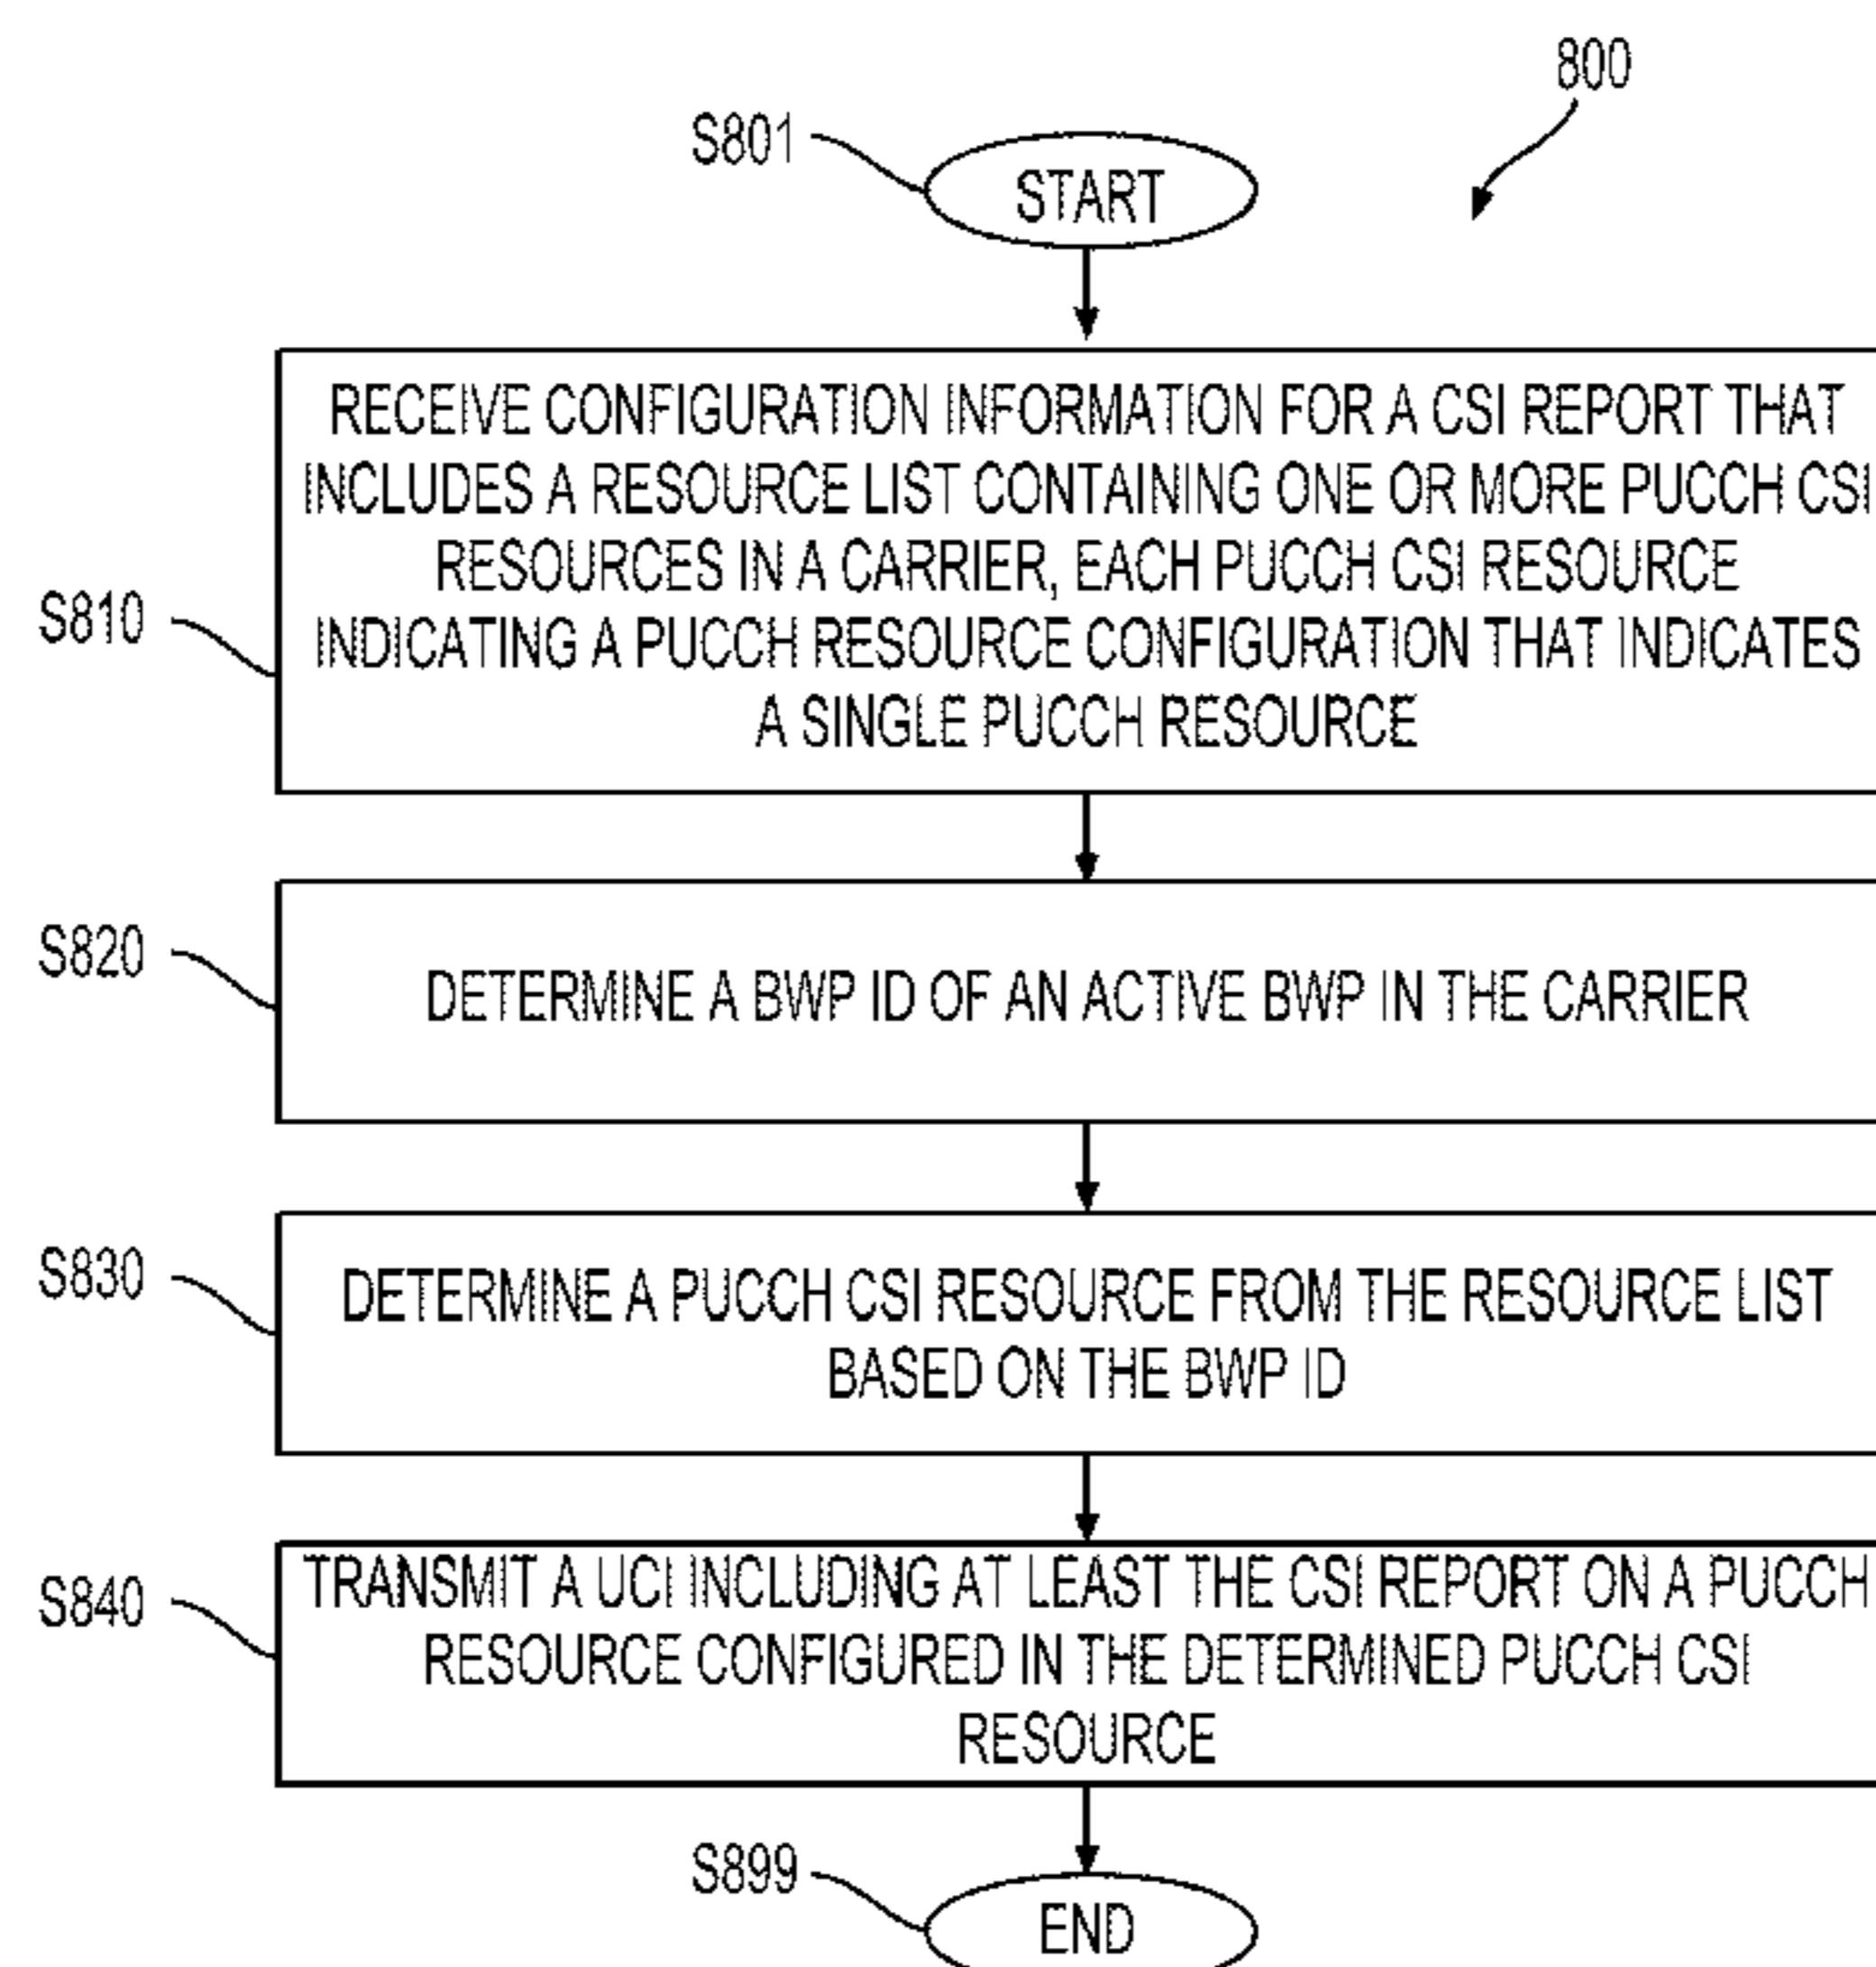 800
S801
START
RECEIVE CONFIGURATION INFORMATION FOR A CSI REPORT THAT
INCLUDES A RESOURCE LIST CONTAINING ONE OR MORE PUCCH CSI
RESOURCES IN A CARRIER, EACH PUCCH CSI RESOURCE
INDICATING A PUCCH RESOURCE CONFIGURATION THAT INDICATES
A SINGLE PUCCH RESOURCE
S810
S820
DETERMINE A BWP ID OF AN ACTIVE BWP IN THE CARRIER
S830
DETERMINE A PUCCH CSI RESOURCE FROM THE RESOURCE LIST
BASED ON THE BWP ID
S840
TRANSMIT A UCI INCLUDING AT LEAST THE CSI REPORT ON A PUCCH
RESOURCE CONFIGURED IN THE DETERMINED PUCCH CSI
RESOURCE
S899
END